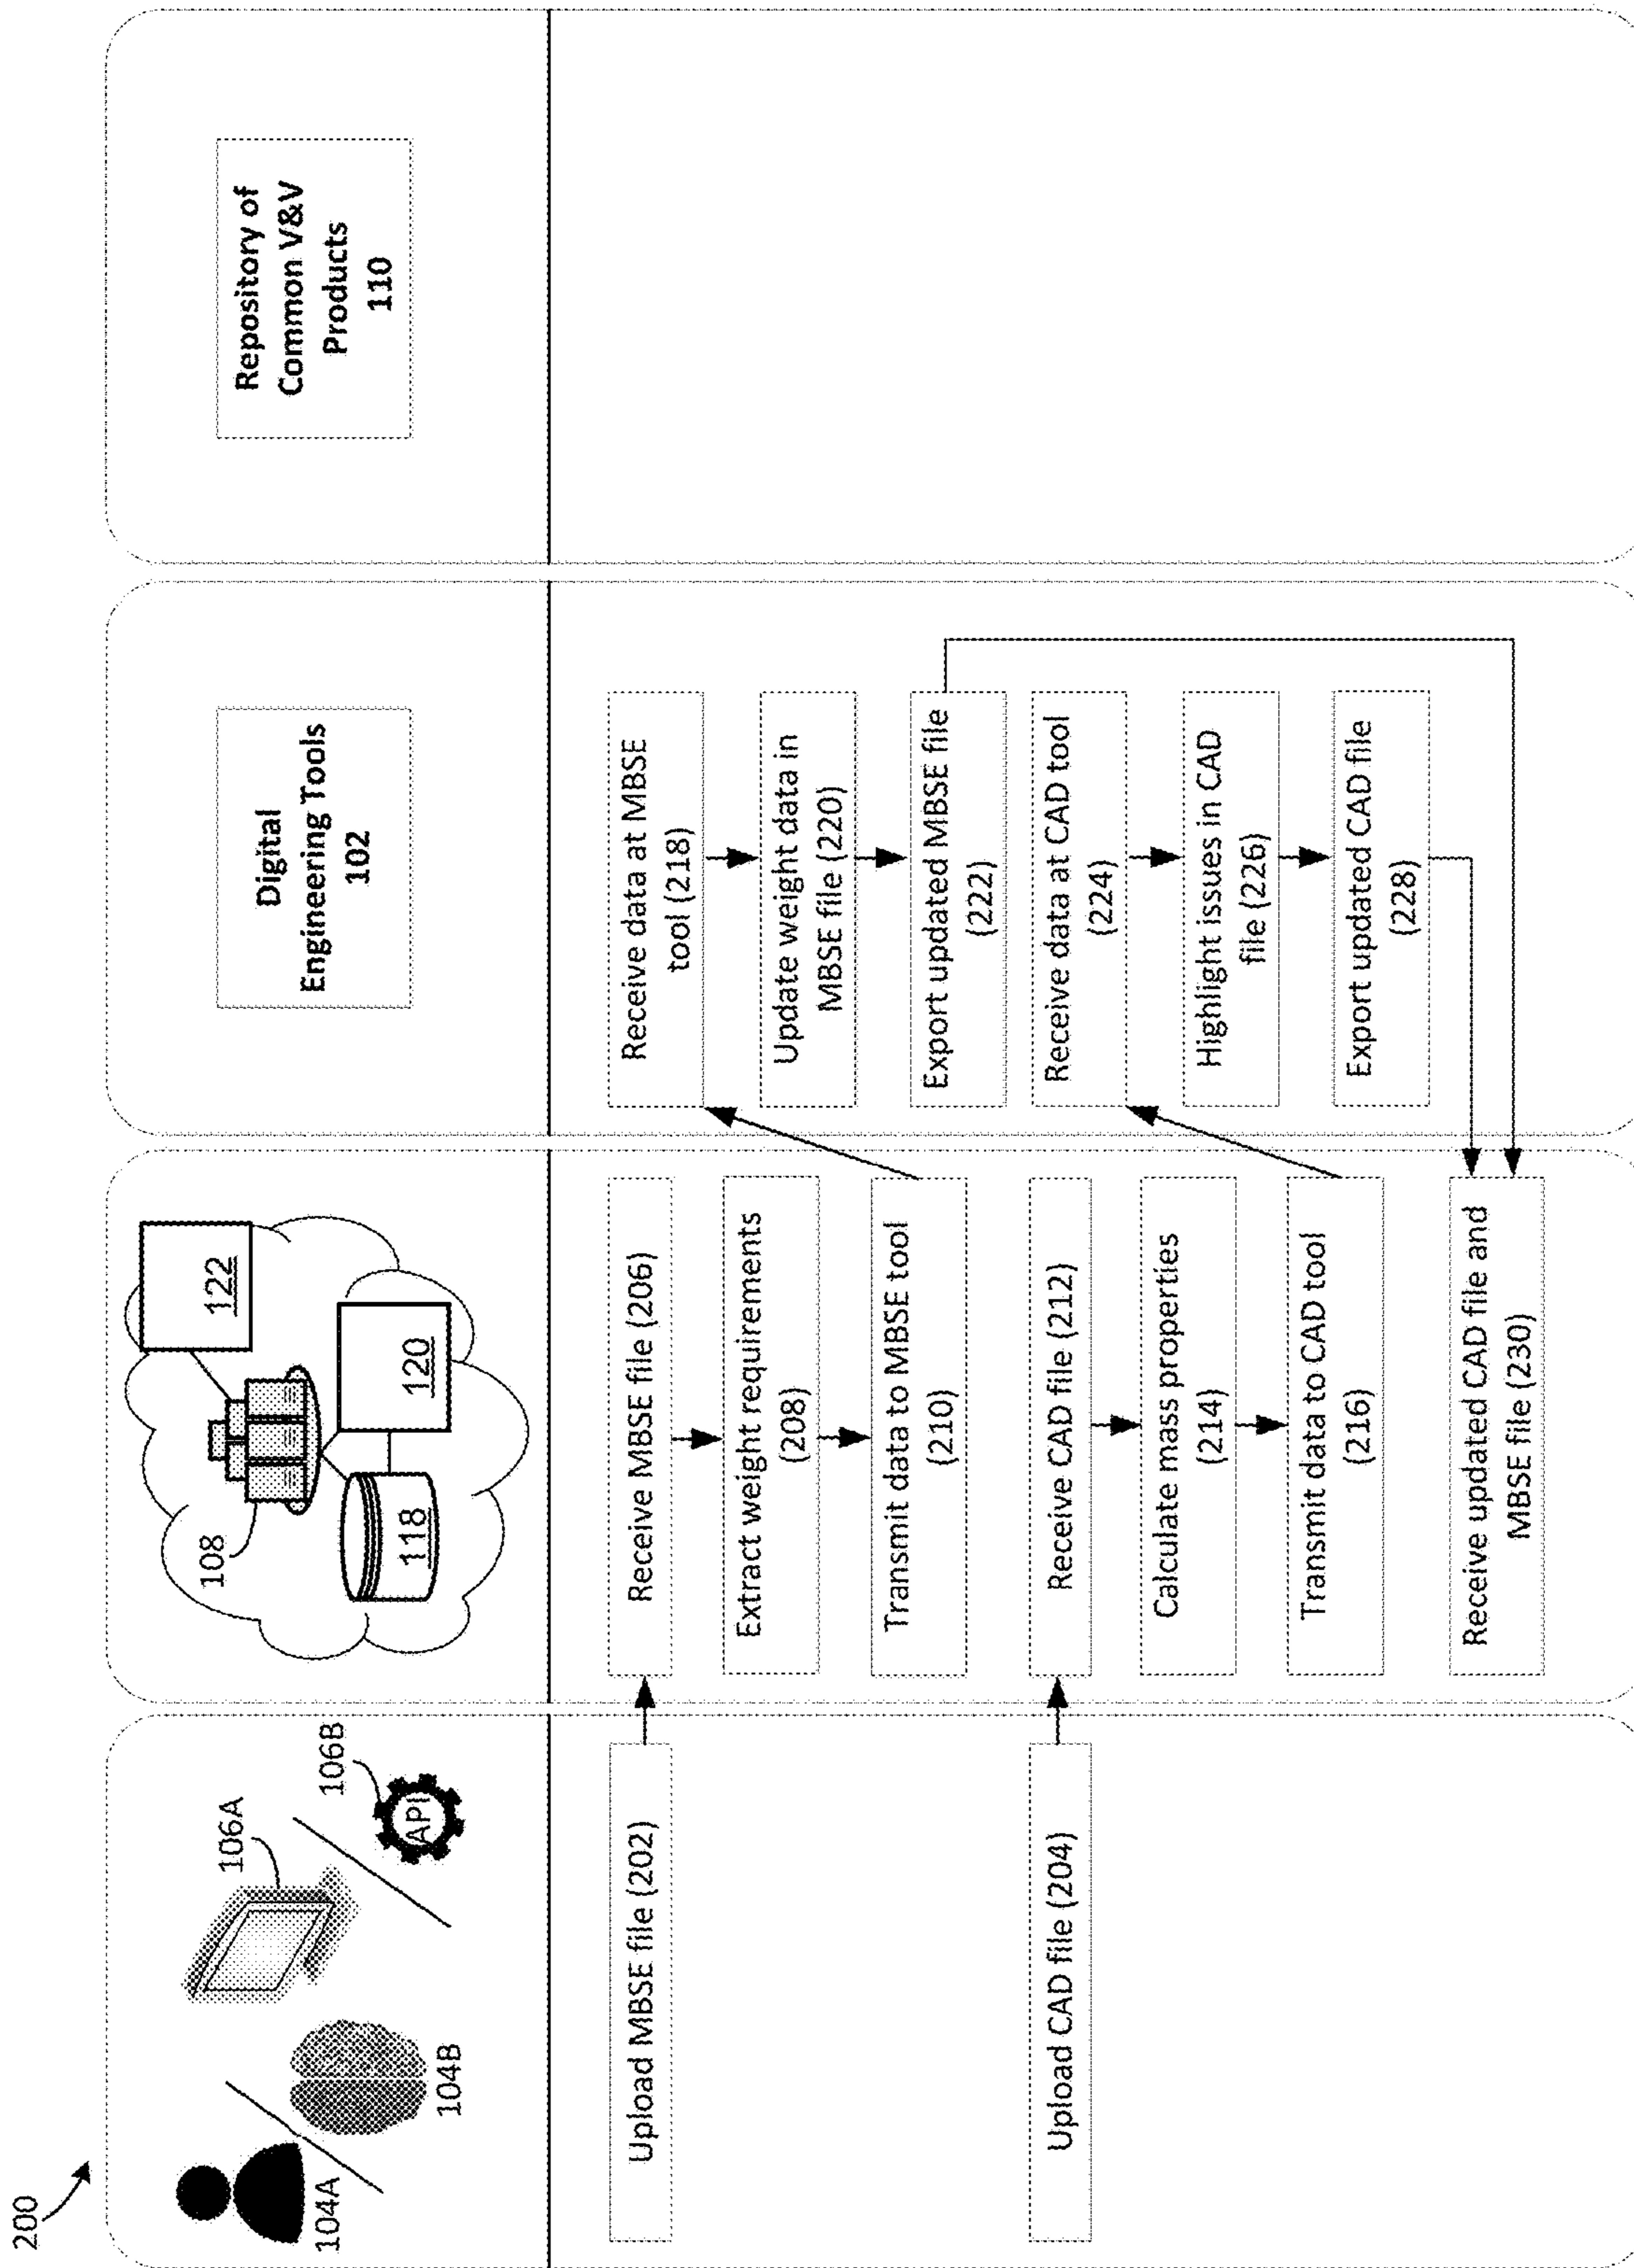 200
104A
104B
106A
106B
API
108
118
120
122
Digital
Engineering Tools
102
Repository of
Common V&V
Products
110
Upload MBSE file (202)
Upload CAD file (204)
Receive MBSE file (206)
Extract weight requirements
(208)
Transmit data to MBSE tool
(210)
Receive CAD file (212)
Calculate mass properties
(214)
Transmit data to CAD tool
(216)
Receive updated CAD file and
MBSE file (230)
Receive data at MBSE
tool (218)
Update weight data in
MBSE file (220)
Export updated MBSE file
(222)
Receive data at CAD tool
(224)
Highlight issues in CAD
file (226)
Export updated CAD file
(228)